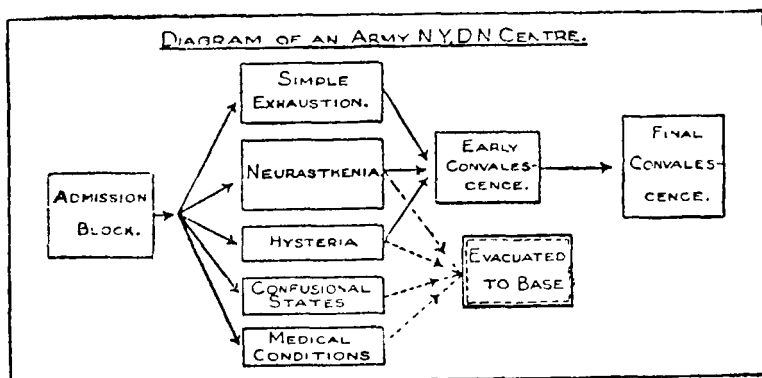 DIAGRAM OF AN ARMY N.Y.D.N CENTRE.
SIMPLE
EXHAUSTION.
NEURASTHENIA
HYSTERIA
CONFUSIONAL
STATES
MEDICAL
CONDITIONS
ADMISSION
BLOCK.
EARLY
CONVALES-
CENCE.
EVACUATED
TO BASE
FINAL
CONVALES-
CENCE.